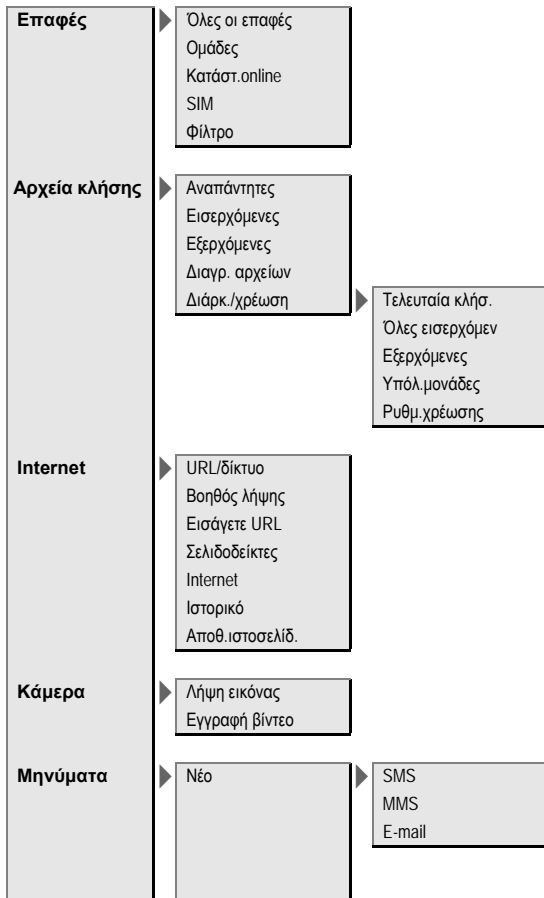 Επαφές
Όλες οι επαφές
Ομάδες
Κατάστ.online
SIM
Φίλτρο
Αρχεία κλήσης
Αναπάντητες
Εισερχόμενες
Εξερχόμενες
Διαγρ. αρχείων
Διάρκ./χρέωση
Τελευταία κλήσ.
Όλες εισερχόμεν
Εξερχόμενες
Υπόλ.μονάδες
Ρυθμ.χρέωσης
Internet
URL/δίκτυο
Βοηθός λήψης
Εισάγετε URL
Σελιδοδείκτες
Internet
Ιστορικό
Αποθ.ιστοσελίδ.
Κάμερα
Λήψη εικόνας
Εγγραφή βίντεο
Μηνύματα
Νέο
SMS
MMS
E-mail